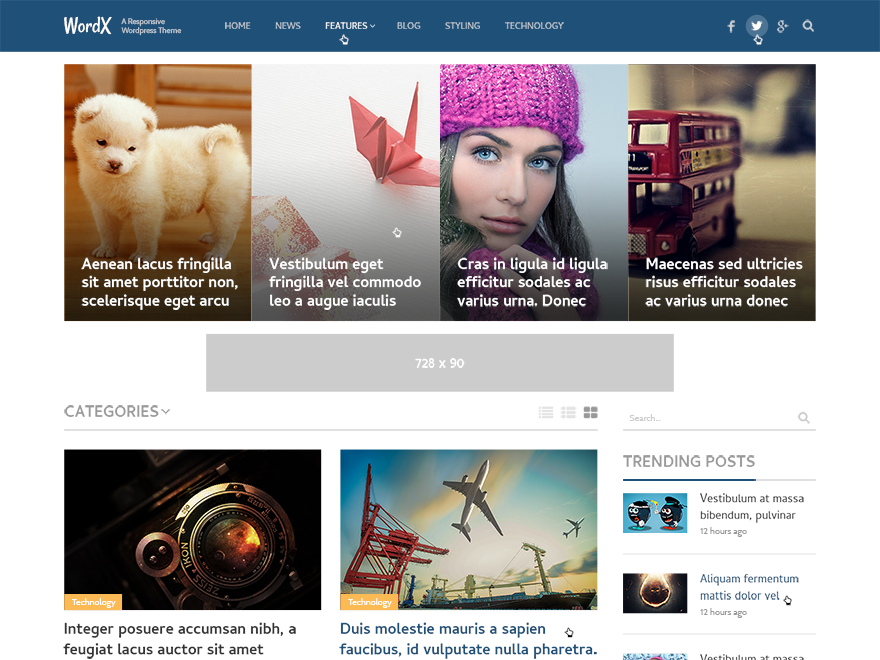 WordX
A Responsive
Wordpress Theme
HOME NEWS FEATURES BLOG STYLING TECHNOLOGY
Aenean lacus fringilla
sit amet porttitor non,
scelerisque eget arcu
Vestibulum eget
fringilla vel commodo
leo a augue iaculis
Cras in ligula id ligula
efficitur sodales ac
varius urna. Donec
Maecenas sed ultricies
risus efficitur sodales
ac varius urna donec
728 x 90
CATEGORIES
Search...
Technology
Integer posuere accumsan nibh, a
feugiat lacus auctor sit amet
Technology
Duis molestie mauris a sapien
faucibus, id vulputate nulla pharetra.
TRENDING POSTS
Vestibulum at massa
bibendum, pulvinar
12 hours ago
Aliquam fermentum
mattis dolor vel
12 hours ago
Vestibulum at massa